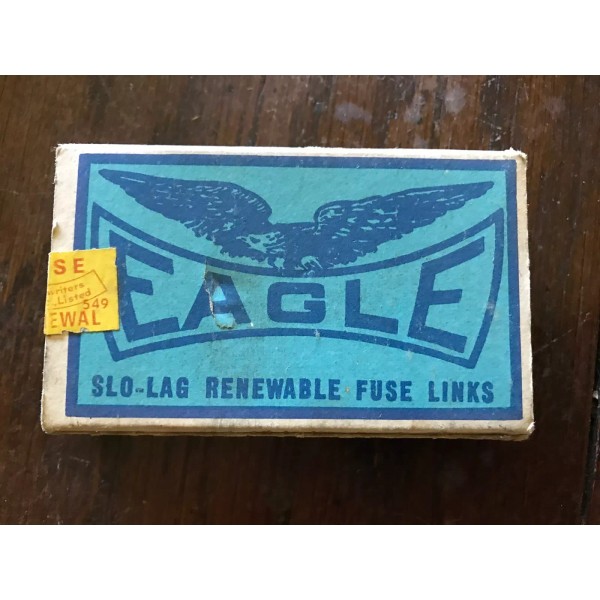 EAGLE
SLO-LAG RENEWABLE FUSE LINKS
SE
Listed
549
EWAL